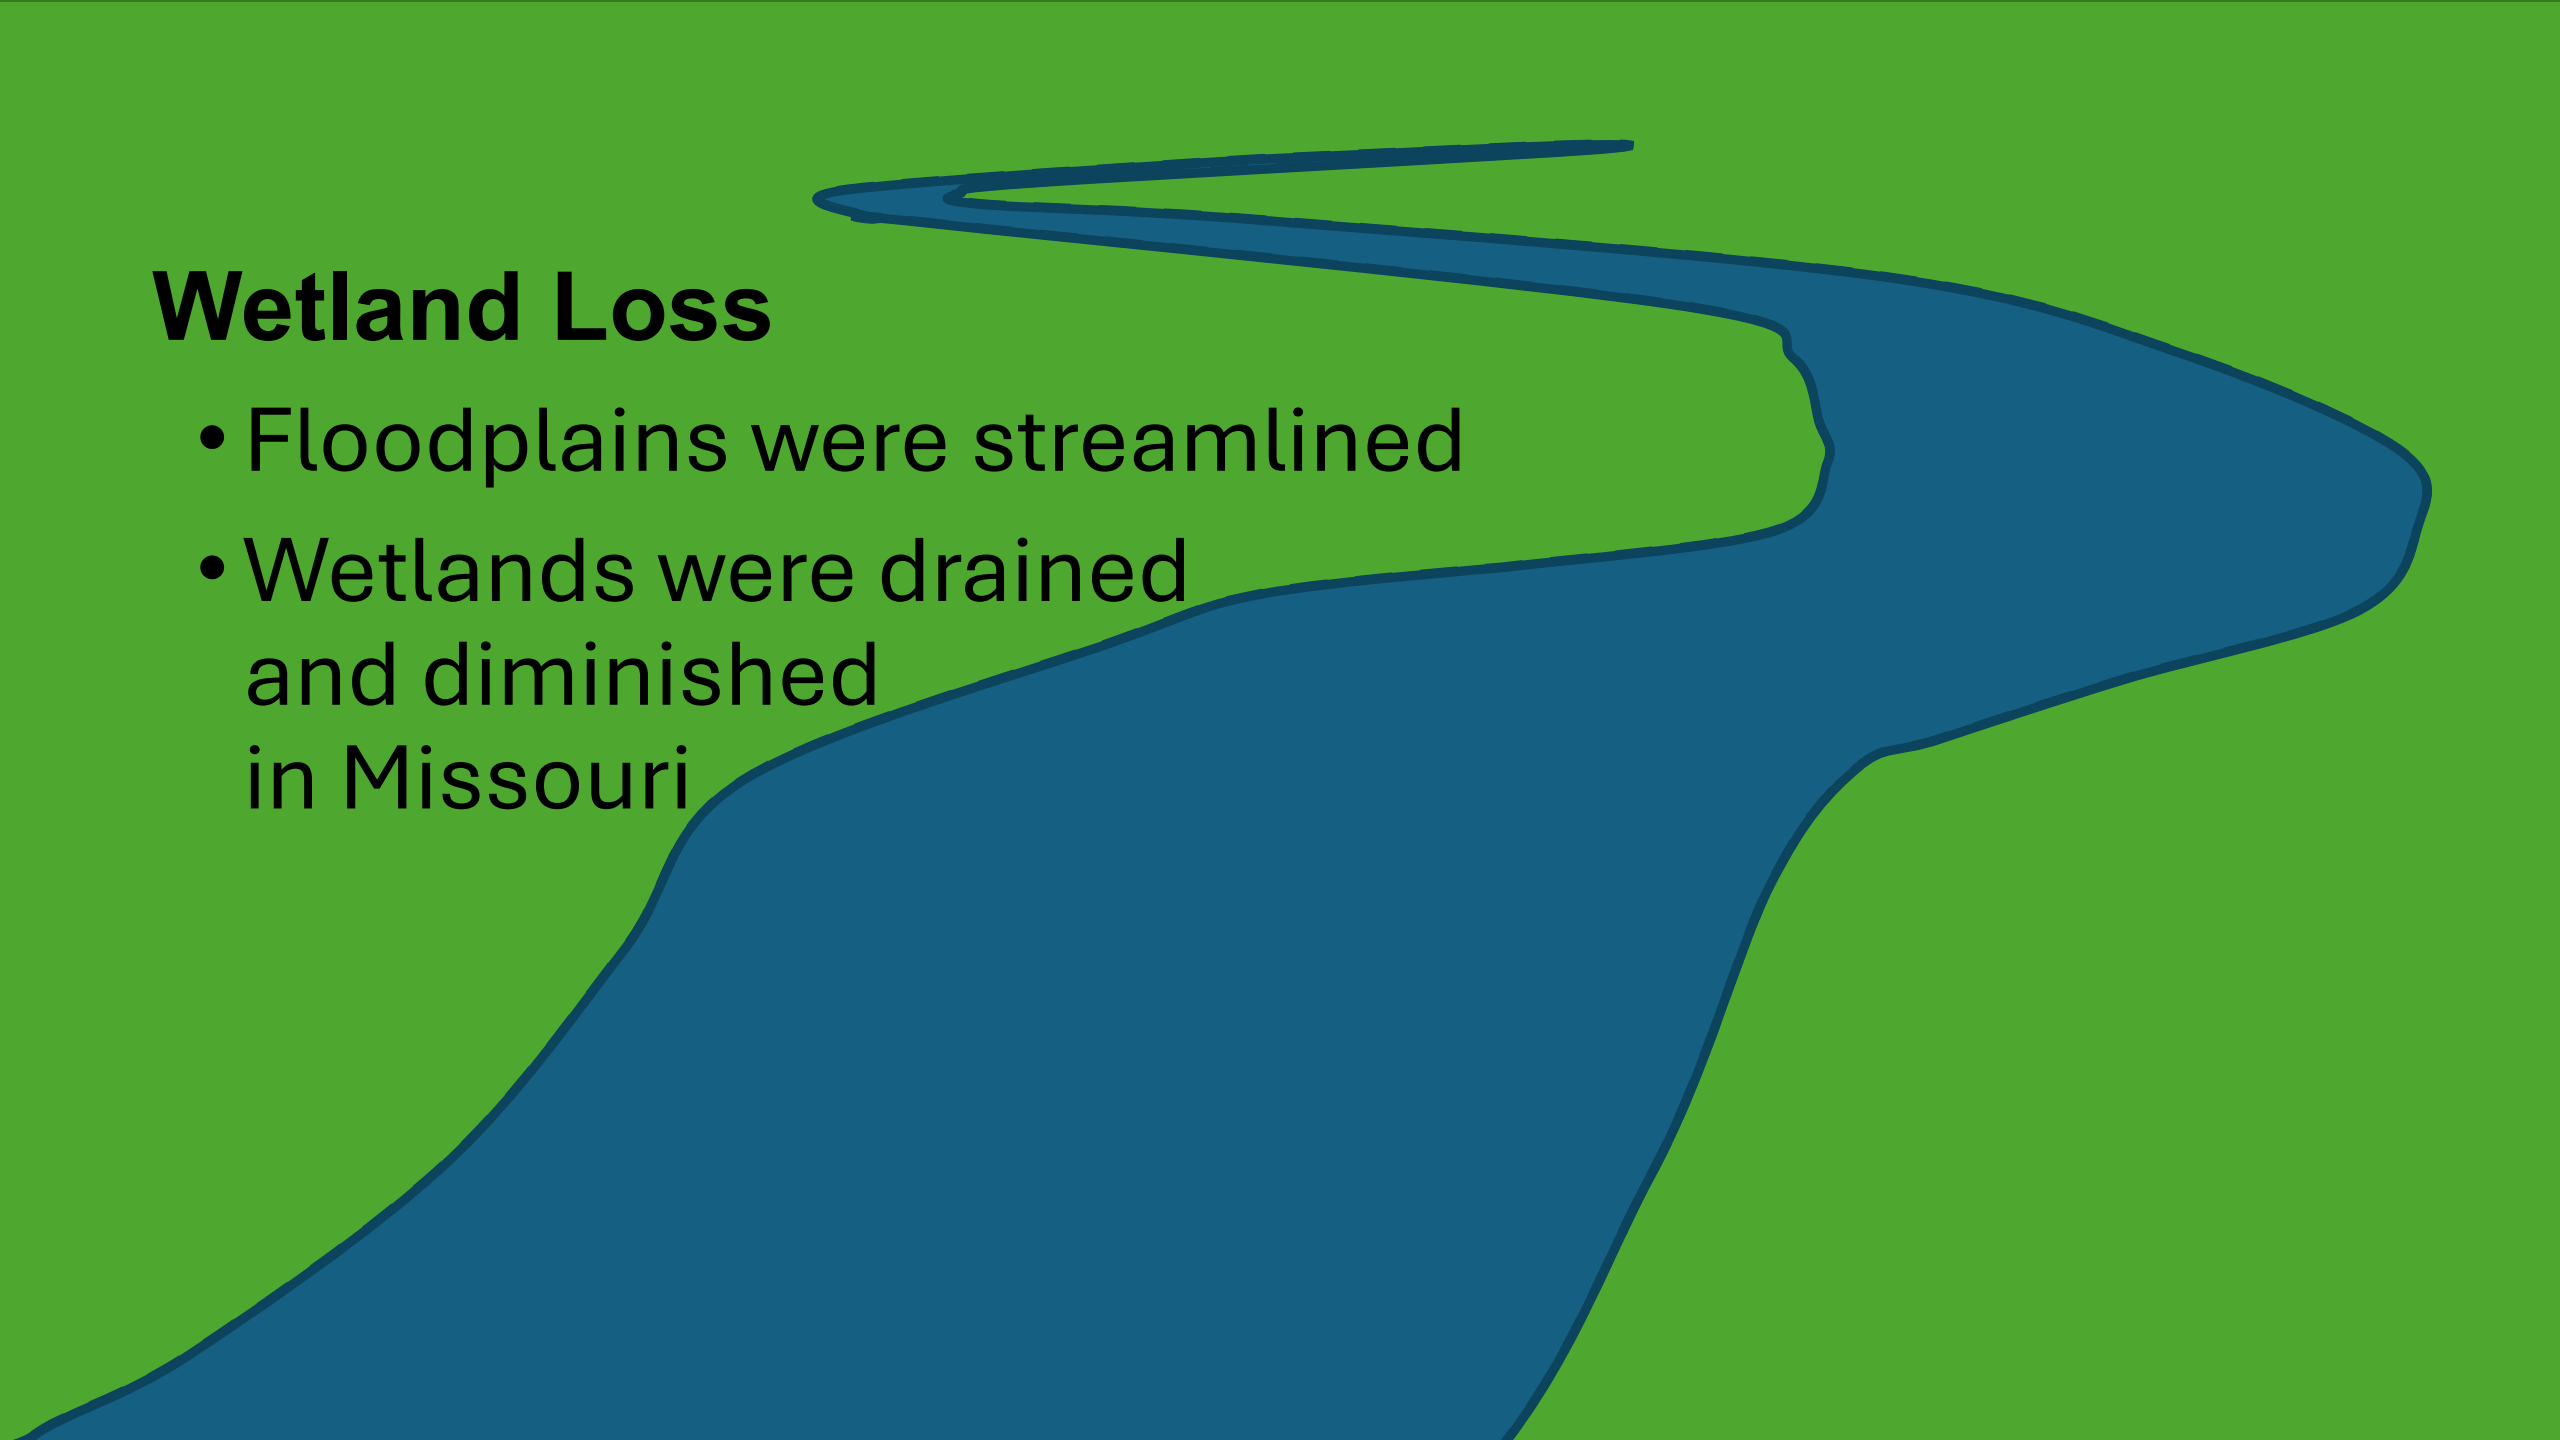 Wetland Loss
• Floodplains were streamlined
• Wetlands were drained
and diminished
in Missouri